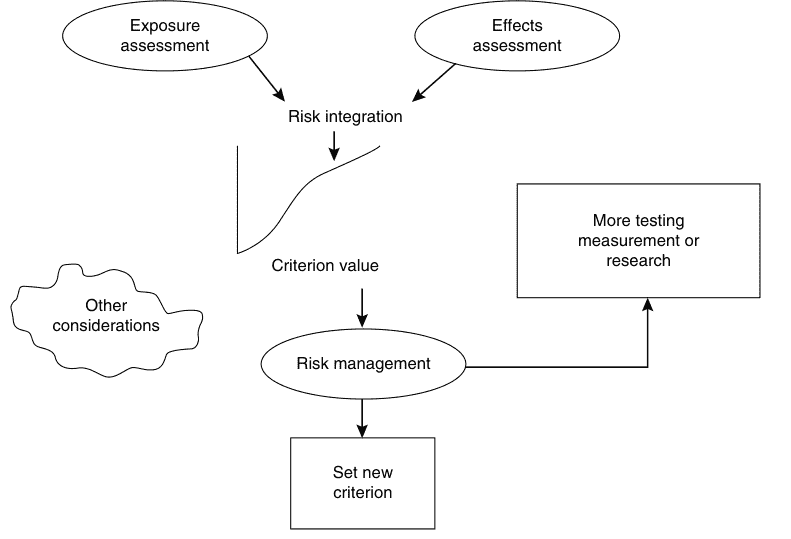 Exposure
assessment
Effects
assessment
Risk integration
More testing
measurement or
research
Criterion value
Other
considerations
Risk management
Set new
criterion